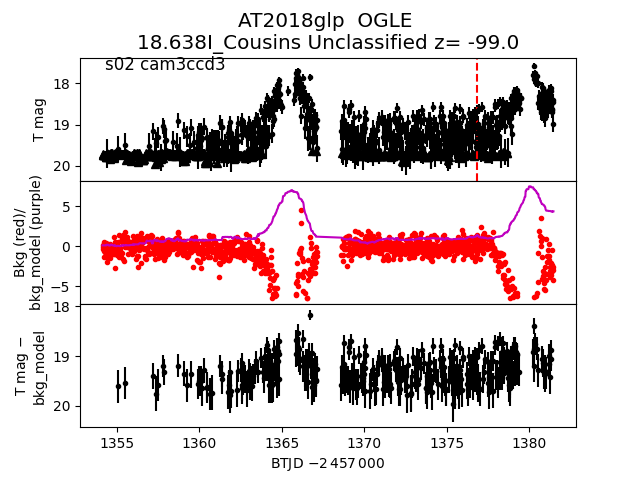 AT2018glp  OGLE
18.638I_Cousins Unclassified z= -99.0
s02 cam3ccd3
18
19
20
T mag
5
0
−5
Bkg (red)/
bkg_model (purple)
18
19
20
T mag −
bkg_model
1355 1360 1365 1370 1375 1380
BTJD −2 457 000